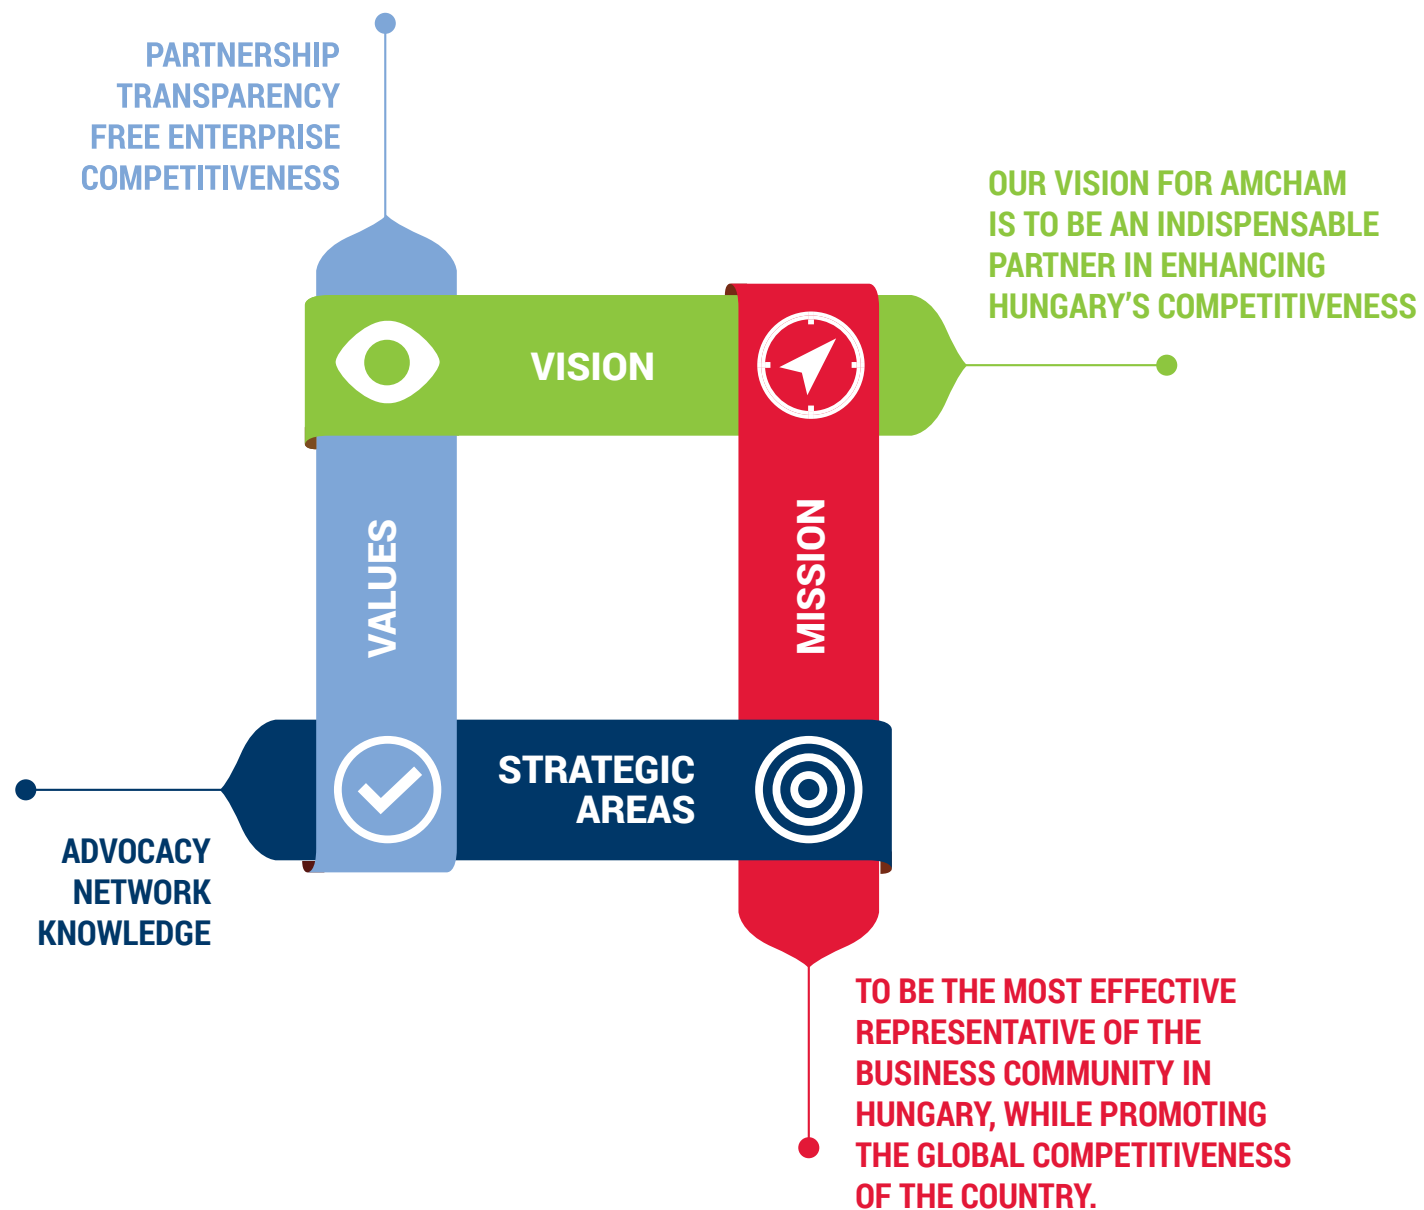 PARTNERSHIP
TRANSPARENCY
FREE ENTERPRISE
COMPETITIVENESS
OUR VISION FOR AMCHAM
IS TO BE AN INDISPENSABLE
PARTNER IN ENHANCING
HUNGARY’S COMPETITIVENESS
VISION
VALUES
MISSION
STRATEGIC
AREAS
ADVOCACY
NETWORK
KNOWLEDGE
TO BE THE MOST EFFECTIVE
REPRESENTATIVE OF THE
BUSINESS COMMUNITY IN
HUNGARY, WHILE PROMOTING
THE GLOBAL COMPETITIVENESS
OF THE COUNTRY.